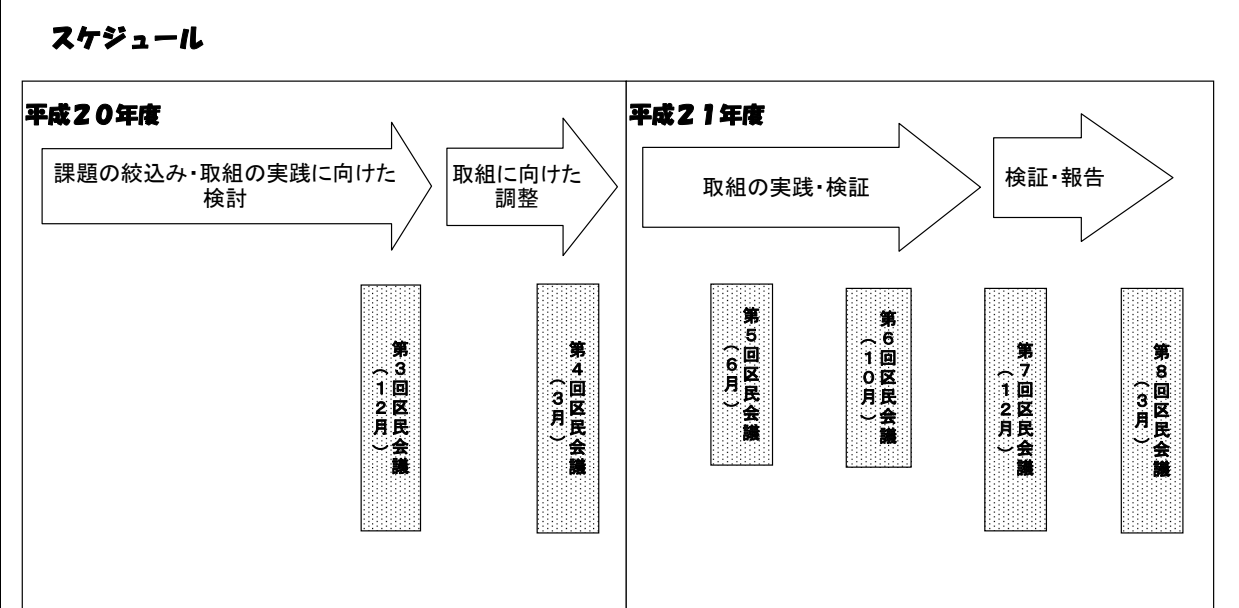 スケジュール
平成20年度
課題の絞込み・取組の実践に向けた
検討
取組に向けた
調整
第3回区民会議
（12月）
第4回区民会議
（3月）
平成21年度
取組の実践・検証
検証・報告
第5回区民会議
（6月）
第6回区民会議
（10月）
第7回区民会議
（12月）
第8回区民会議
（3月）